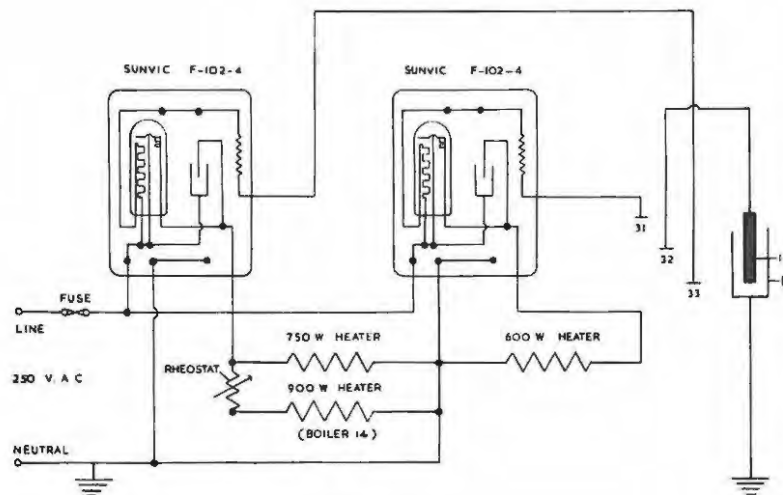 SUNVIC F-102-4
SUNVIC F-102-4
31
32
33
FUSE
LINE
750 W HEATER
600 W HEATER
RHEOSTAT
250 V. A C
900 W HEATER
(BOILER 14)
NEUTRAL